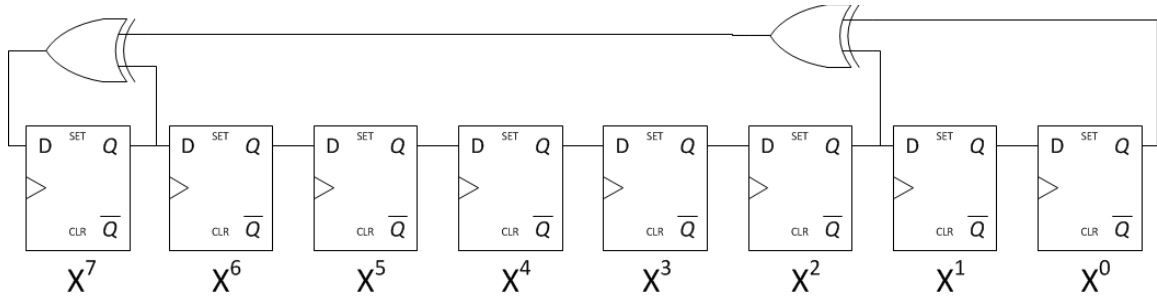 SET SET SET SET SET SET SET SET
D Q D Q D Q D Q D Q D Q D Q D Q
CLR Q̅ CLR Q̅ CLR Q̅ CLR Q̅ CLR Q̅ CLR Q̅ CLR Q̅ CLR Q̅
X⁷ X⁶ X⁵ X⁴ X³ X² X¹ X⁰